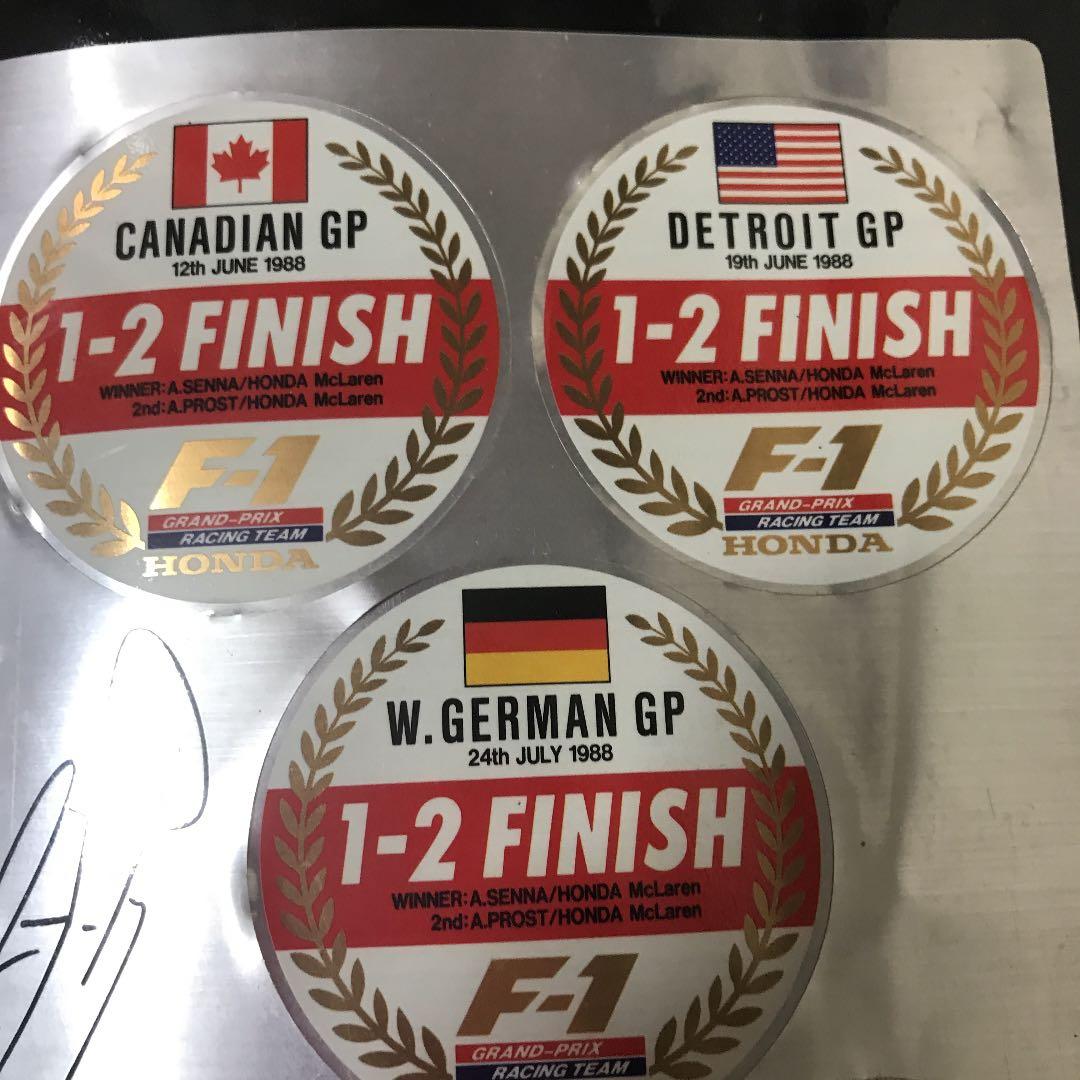 CANADIAN GP
12th JUNE 1988
1-2 FINISH
WINNER:A.SENNA/HONDA McLaren
2nd:A.PROST/HONDA McLaren
F-1
GRAND-PRIX
RACING TEAM
HONDA
DETROIT GP
19th JUNE 1988
1-2 FINISH
WINNER:A.SENNA/HONDA McLaren
2nd:A.PROST/HONDA McLaren
F-1
GRAND-PRIX
RACING TEAM
HONDA
W.GERMAN GP
24th JULY 1988
1-2 FINISH
WINNER:A.SENNA/HONDA McLaren
2nd:A.PROST/HONDA McLaren
F-1
GRAND-PRIX
RACING TEAM